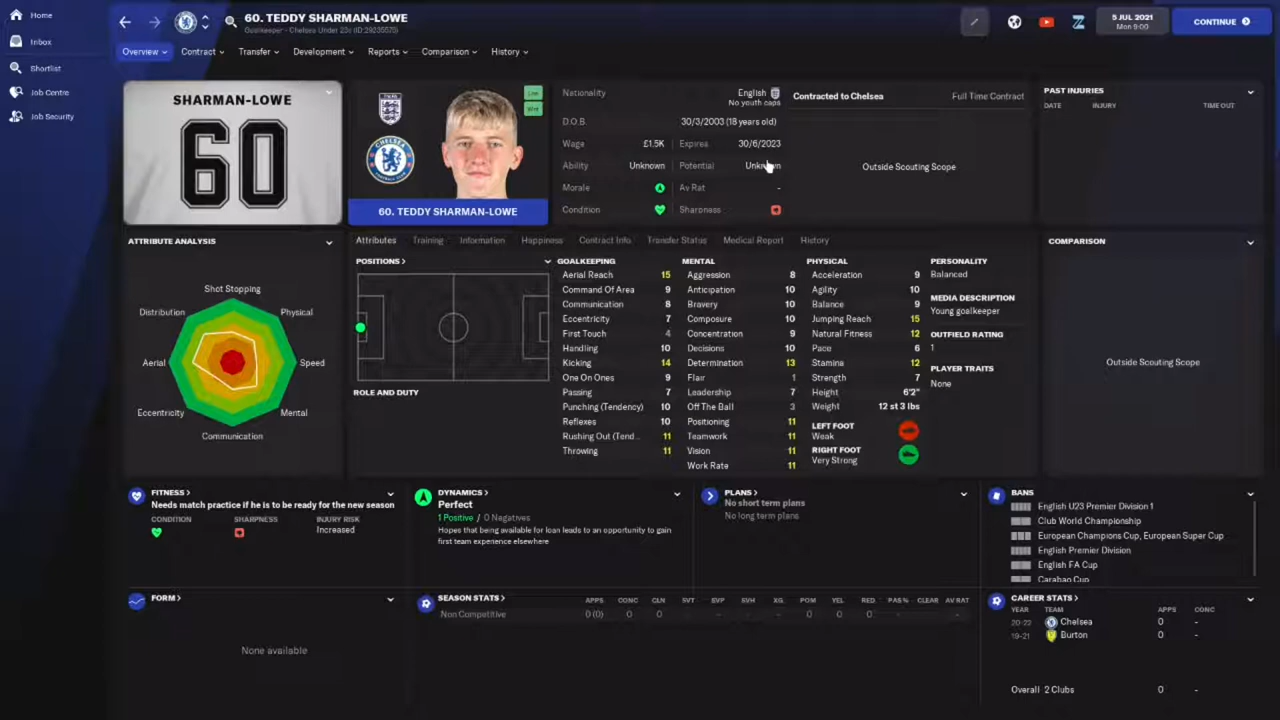 Home
Inbox
Shortlist
Job Centre
Job Security
60. TEDDY SHARMAN-LOWE
Goalkeeper - Chelsea Under 23s
5 JUL 2021
Mon 9:00
CONTINUE
Overview
Contract
Transfer
Development
Reports
Comparison
History
SHARMAN-LOWE
60
60. TEDDY SHARMAN-LOWE
Nationality English
No youth caps
D.O.B. 30/3/2003 (18 years old)
Wage £1.5K Expires 30/6/2023
Ability Unknown Potential Unknown
Morale Av Rat -
Condition Sharpness
Contracted to Chelsea Full Time Contract
Outside Scouting Scope
PAST INJURIES
DATE INJURY TIME OUT
ATTRIBUTE ANALYSIS
Shot Stopping
Distribution Physical
Aerial Speed
Eccentricity Mental
Communication
Attributes Training Information Happiness Contract Info Transfer Status Medical Report History
POSITIONS >
ROLE AND DUTY
GOALKEEPING
Aerial Reach 15
Command Of Area 9
Communication 8
Eccentricity 7
First Touch 4
Handling 10
Kicking 14
One On Ones 9
Passing 7
Punching (Tendency) 10
Reflexes 10
Rushing Out (Tend... 11
Throwing 11
MENTAL
Aggression 8
Anticipation 10
Bravery 10
Composure 10
Concentration 9
Decisions 10
Determination 13
Flair 1
Leadership 7
Off The Ball 3
Positioning 11
Teamwork 11
Vision 11
Work Rate 11
PHYSICAL
Acceleration 9
Agility 10
Balance 9
Jumping Reach 15
Natural Fitness 12
Pace 6
Stamina 12
Strength 7
Height 6'2"
Weight 12 st 3 lbs
LEFT FOOT
Weak
RIGHT FOOT
Very Strong
PERSONALITY
Balanced
MEDIA DESCRIPTION
Young goalkeeper
OUTFIELD RATING
1
PLAYER TRAITS
None
COMPARISON
Outside Scouting Scope
FITNESS >
Needs match practice if he is to be ready for the new season
CONDITION SHARPNESS INJURY RISK
Increased
DYNAMICS >
Perfect
1 Positive / 0 Negatives
Hopes that being available for loan leads to an opportunity to gain
first team experience elsewhere
PLANS >
No short term plans
No long term plans
BANS
English U23 Premier Division 1
Club World Championship
European Champions Cup, European Super Cup
English Premier Division
English FA Cup
Carabao Cup
FORM >
None available
SEASON STATS >
APPS CONC CLN SVT SVP SVH XG POM YEL RED PAS % CLEAR AV RAT
Non Competitive 0 (0) 0 0 - - - - 0 0 0 - - -
CAREER STATS >
YEAR TEAM APPS CONC
Chelsea 0 -
19-21 Burton 0 -
Overall 2 Clubs 0 -